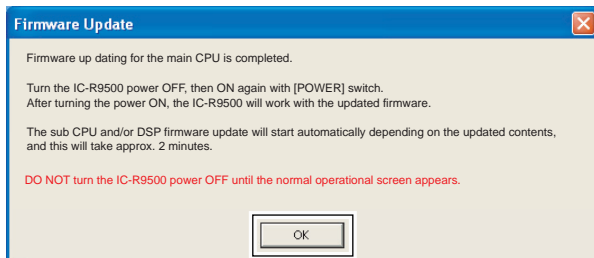 Firmware Update
Firmware up dating for the main CPU is completed.
Turn the IC-R9500 power OFF, then ON again with [POWER] switch.
After turning the power ON, the IC-R9500 will work with the updated firmware.
The sub CPU and/or DSP firmware update will start automatically depending on the updated contents,
and this will take approx. 2 minutes.
DO NOT turn the IC-R9500 power OFF until the normal operational screen appears.
OK